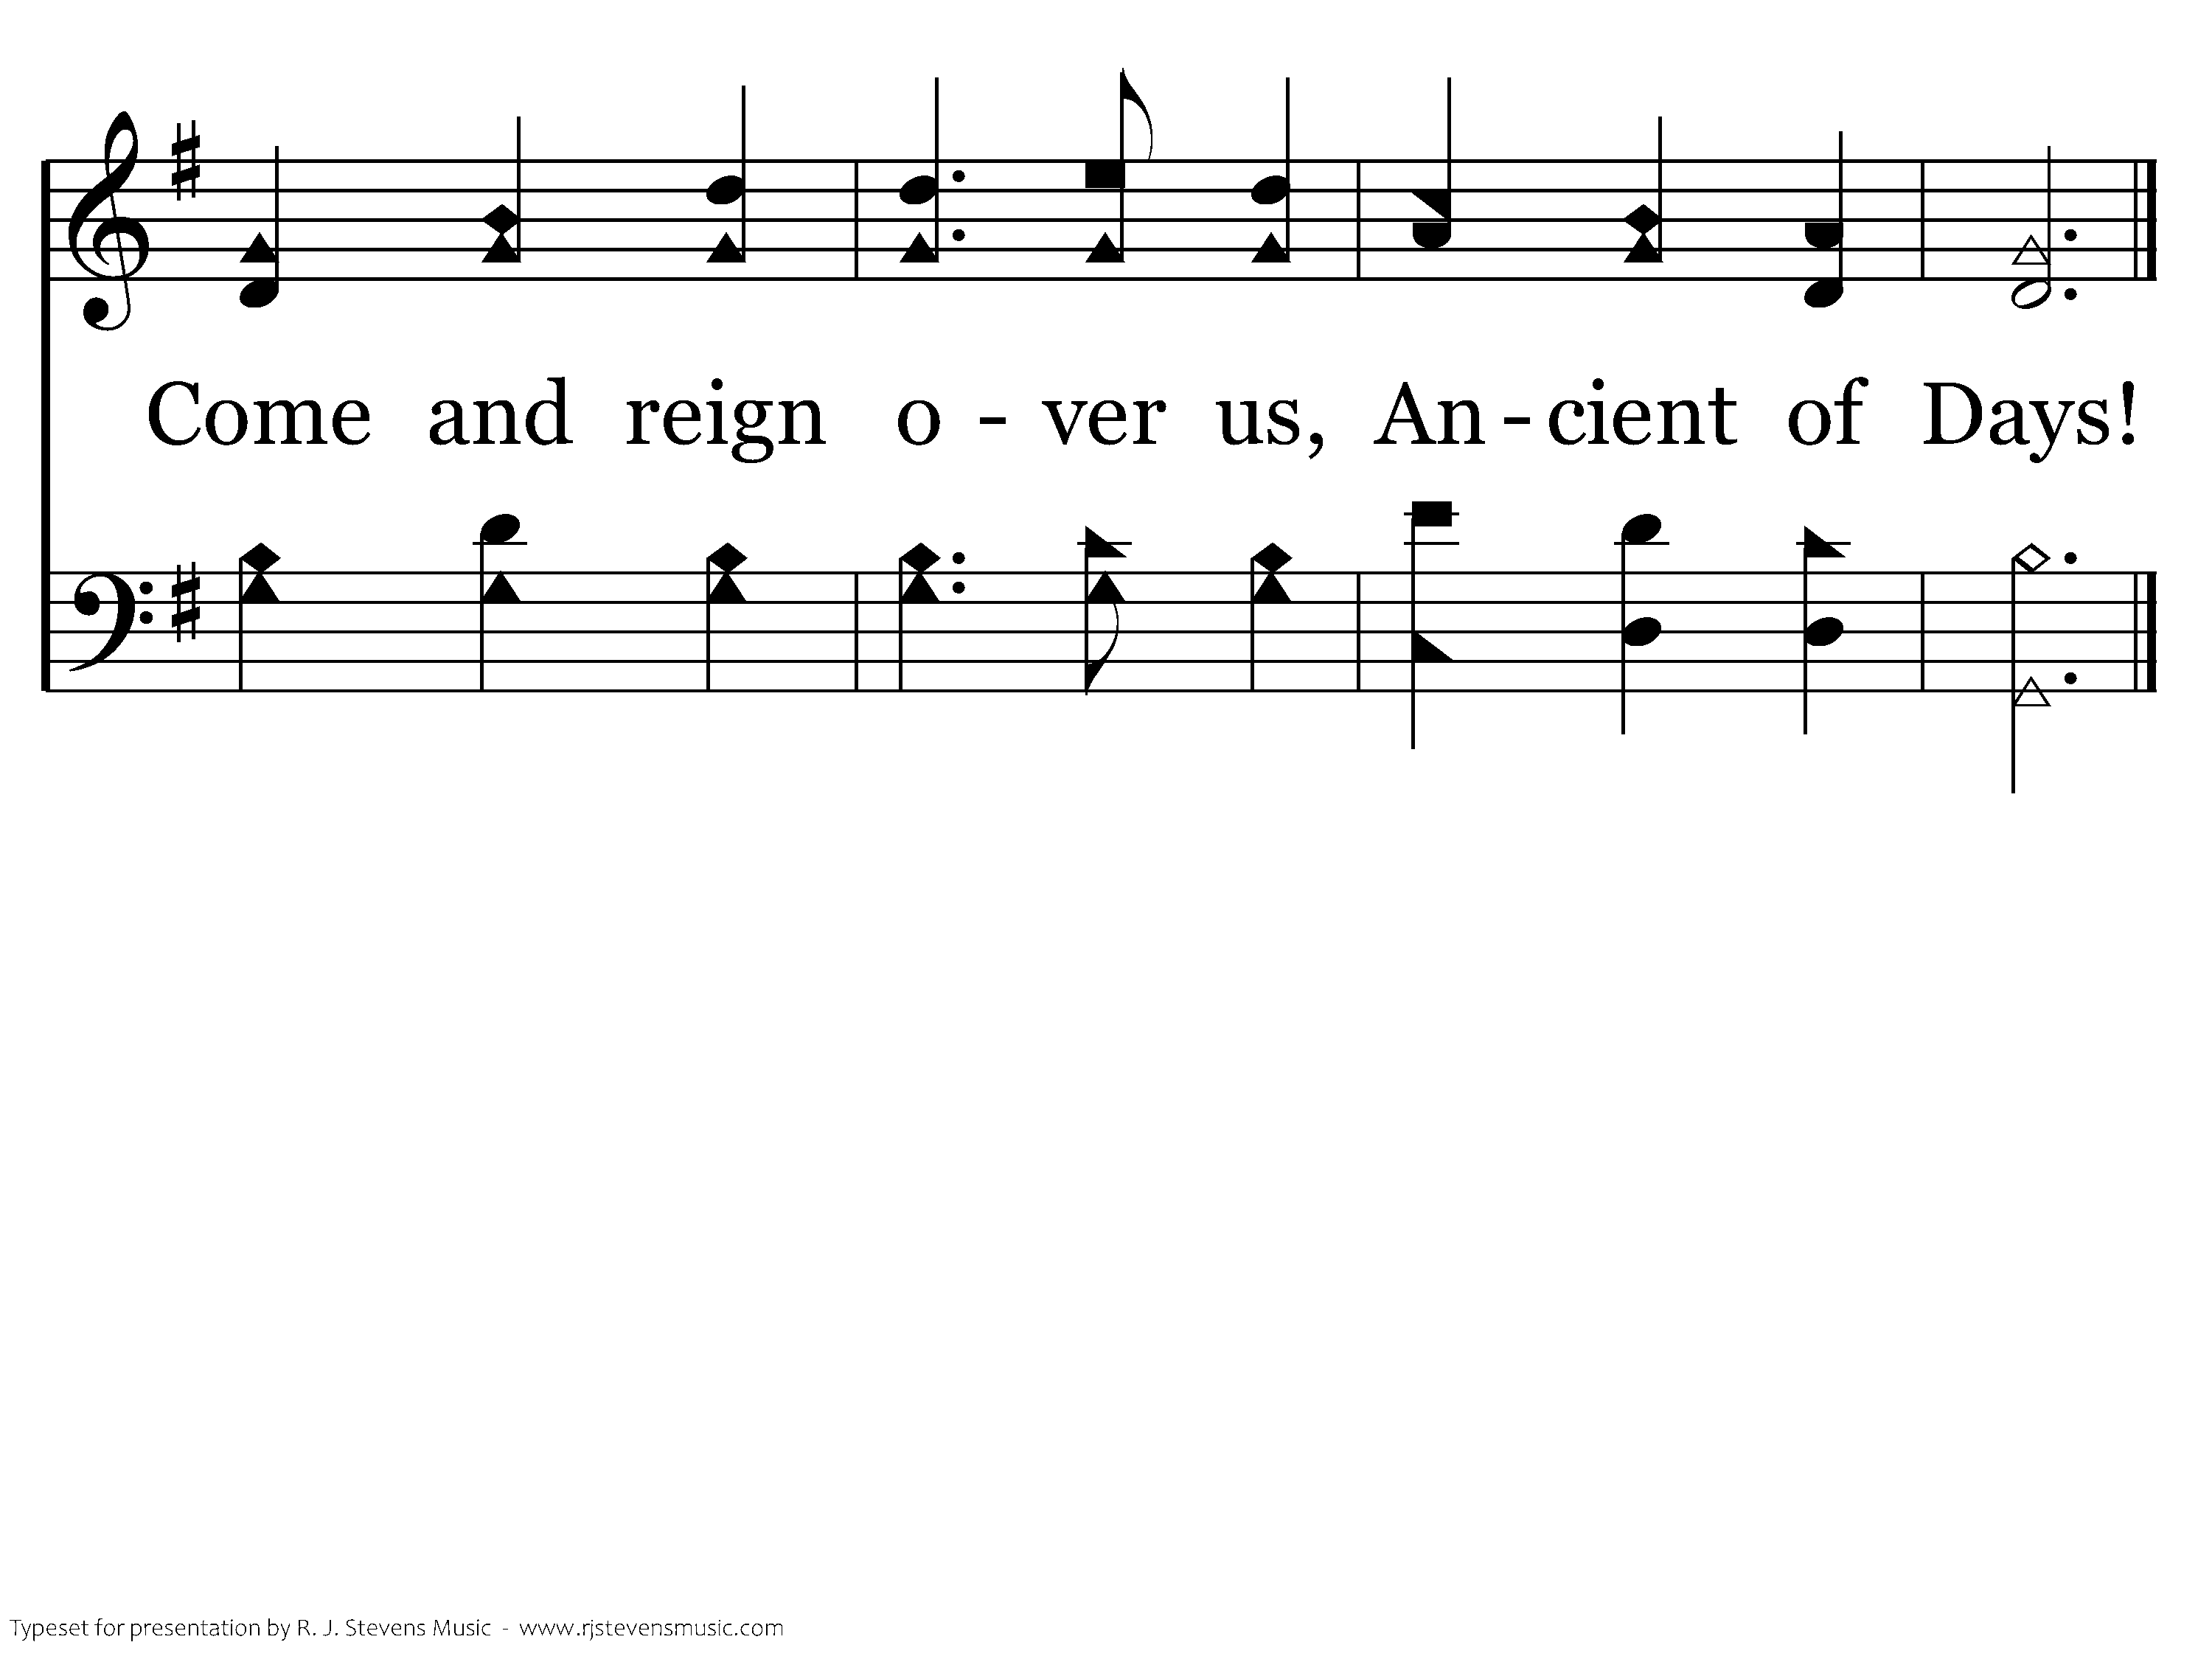 Come and reign o - ver us, An - cient of Days!
Typeset for presentation by R. J. Stevens Music - www.rjstevensmusic.com